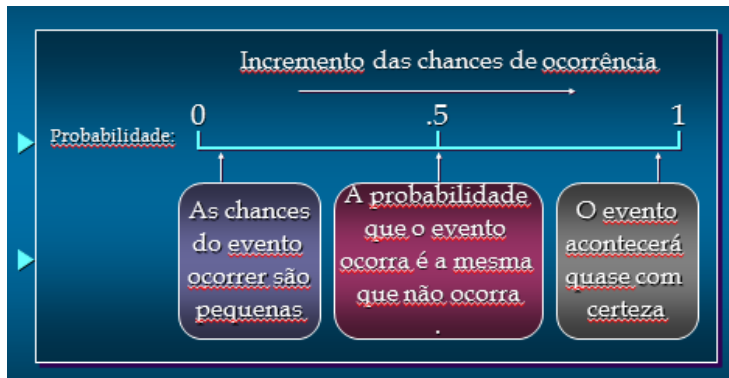 Incremento das chances de ocorrência
0 .5 1
Probabilidade:
As chances
do evento
ocorrer são
pequenas
A probabilidade
que o evento
ocorra é a mesma
que não ocorra
.
O evento
acontecerá
quase com
certeza